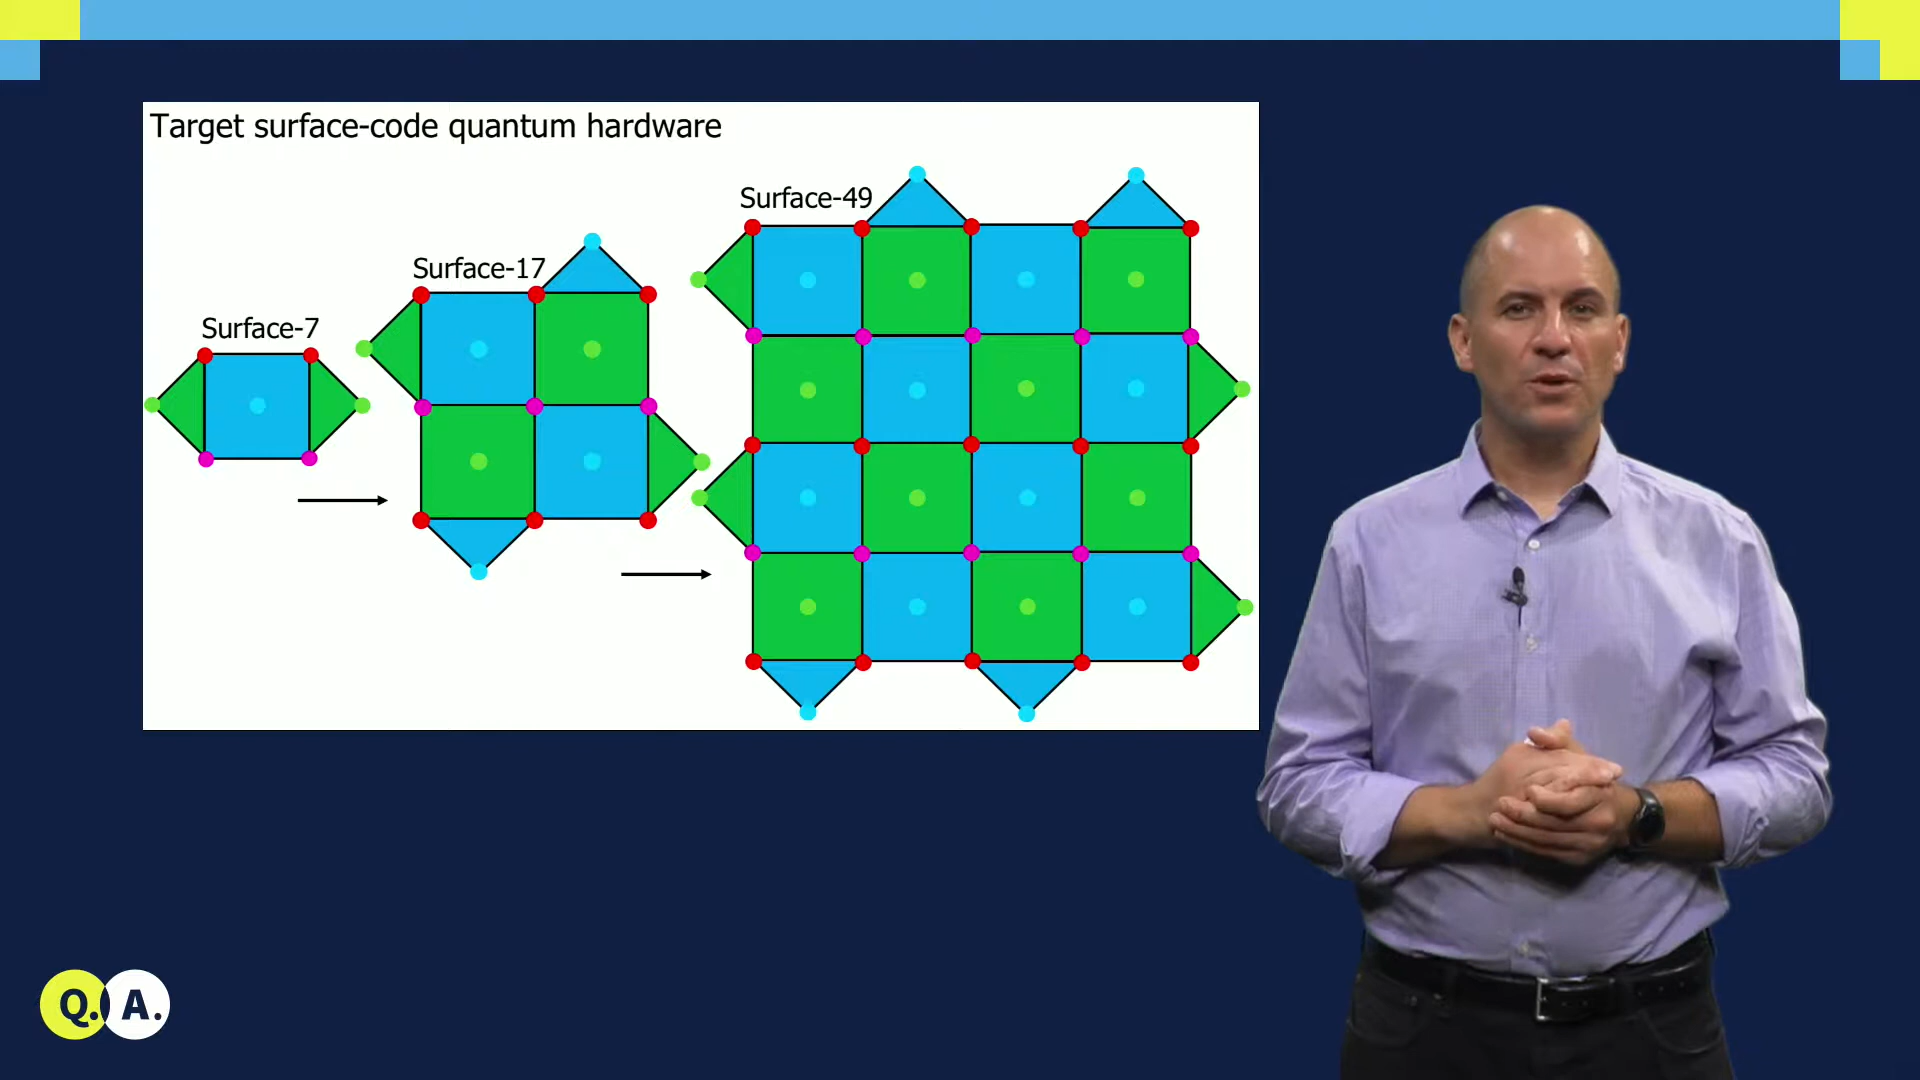 Target surface-code quantum hardware
Surface-49
Surface-17
Surface-7
Q. A.